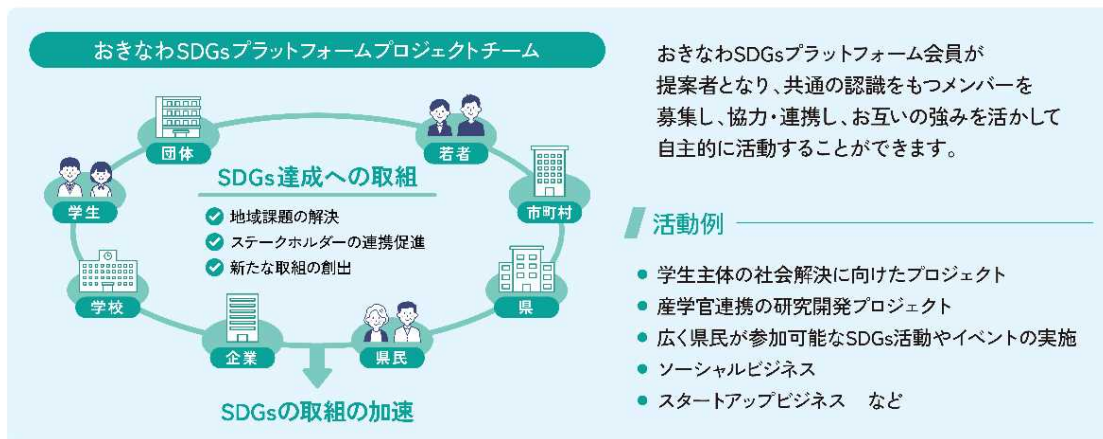 おきなわSDGsプラットフォームプロジェクトチーム
団体
若者
学生
市町村
学校
県
企業
県民
SDGs達成への取組
地域課題の解決
ステークホルダーの連携促進
新たな取組の創出
SDGsの取組の加速
おきなわSDGsプラットフォーム会員が
提案者となり、共通の認識をもつメンバーを
募集し、協力・連携し、お互いの強みを活かして
自主的に活動することができます。
活動例
● 学生主体の社会解決に向けたプロジェクト
● 産学官連携の研究開発プロジェクト
● 広く県民が参加可能なSDGs活動やイベントの実施
● ソーシャルビジネス
● スタートアップビジネス　など